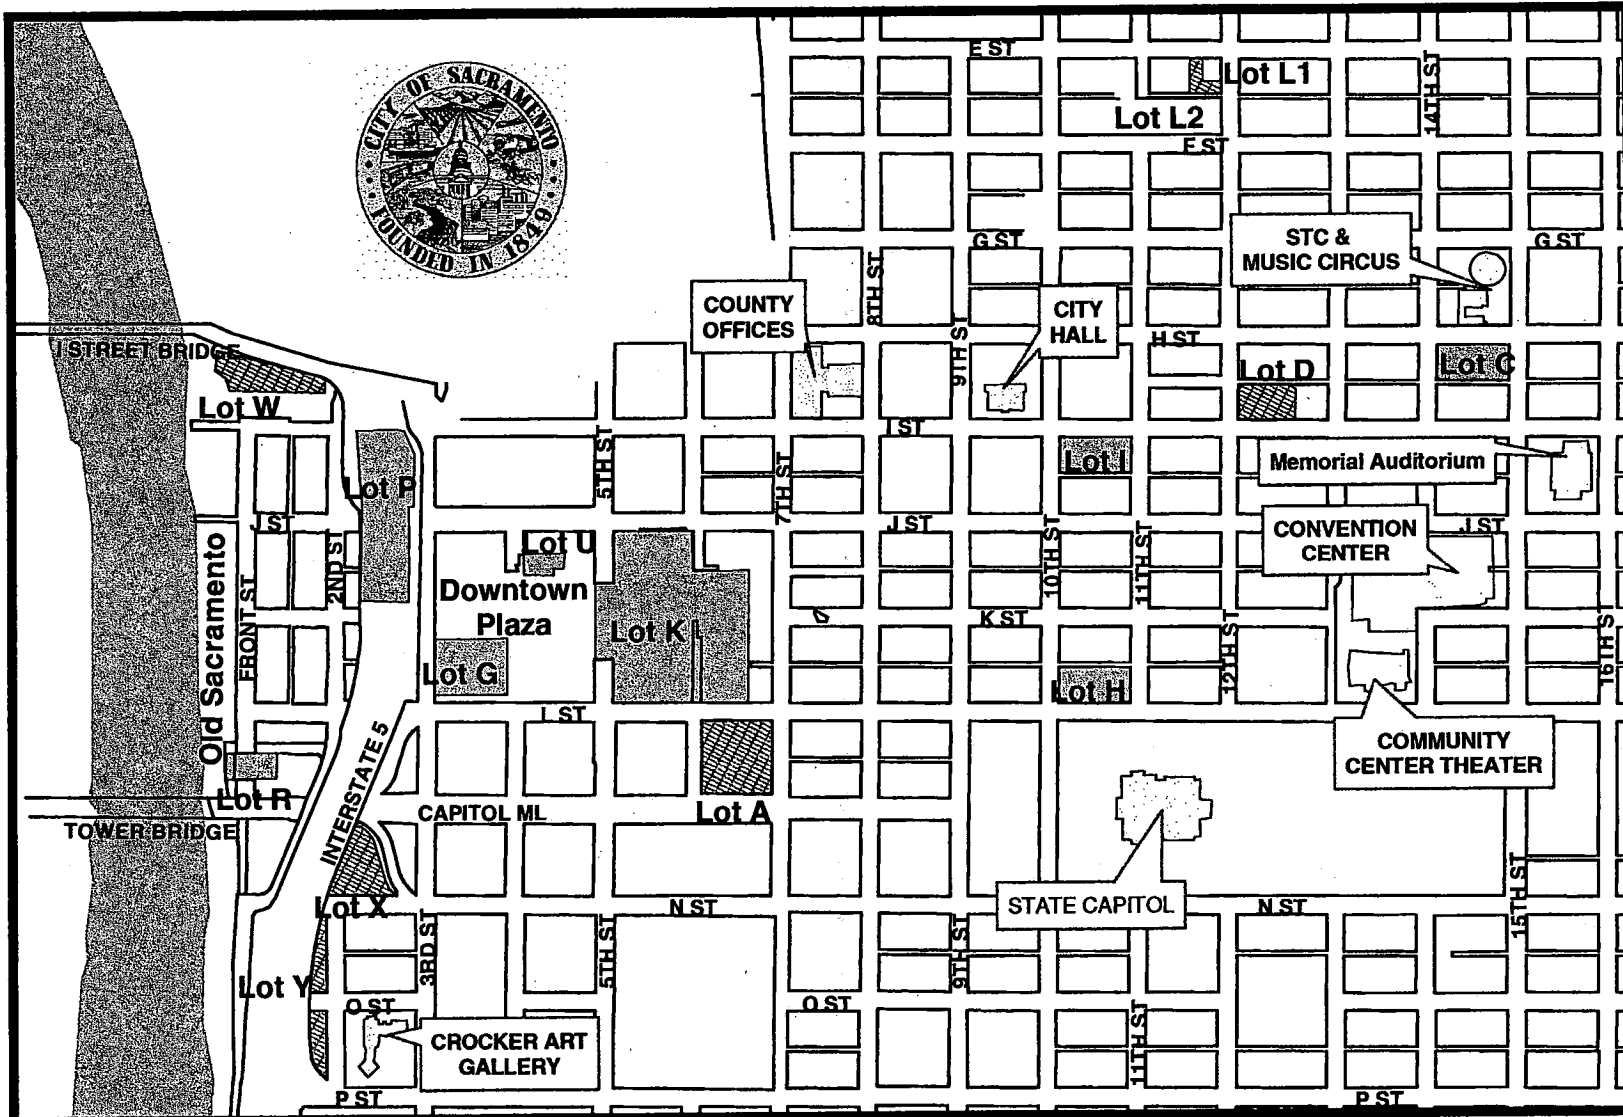 E ST
Lot L1
14TH ST
Lot L2
F ST
CITY OF SACRAMENTO
FOUNDED IN 1849
STC &
MUSIC CIRCUS
G ST
G ST
8TH ST
COUNTY
OFFICES
CITY
HALL
9TH ST
H ST
I STREET BRIDGE
Lot D
Lot C
Lot W
I ST
5TH ST
7TH ST
Lot I
Memorial Auditorium
Lot P
J ST
J ST
J ST
CONVENTION
CENTER
Lot U
2ND ST
10TH ST
11TH ST
Downtown
Plaza
Old Sacramento
FRONT ST
K ST
Lot K
12TH ST
16TH ST
Lot G
Lot H
L ST
INTERSTATE 5
COMMUNITY
CENTER THEATER
Lot R
CAPITOL ML
Lot A
TOWER BRIDGE
STATE CAPITOL
15TH ST
Lot X
N ST
N ST
3RD ST
5TH ST
9TH ST
Lot Y
O ST
O ST
CROCKER ART
GALLERY
11TH ST
P ST
P ST